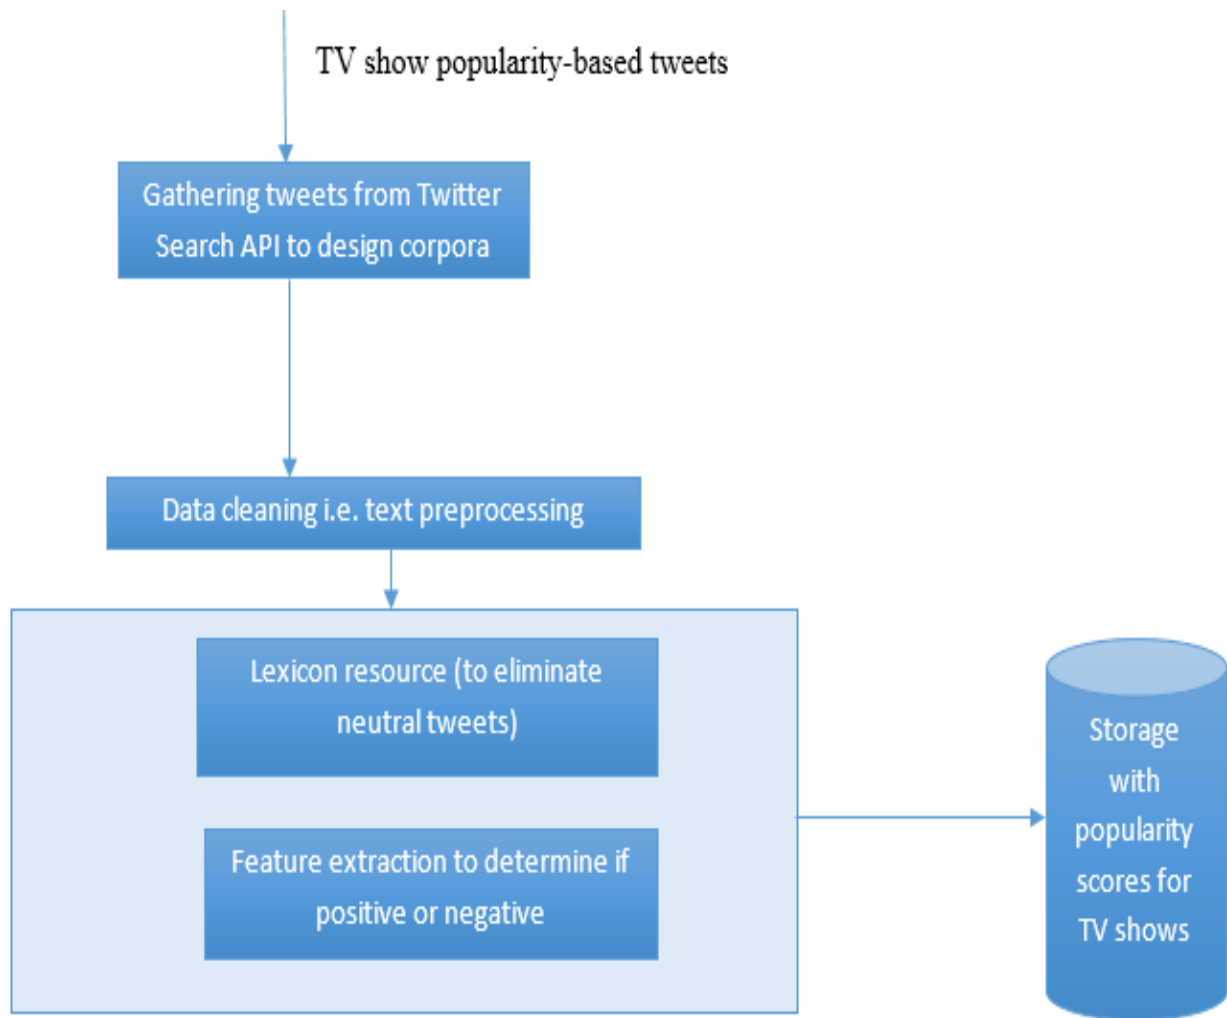 TV show popularity-based tweets
Gathering tweets from Twitter
Search API to design corpora
Data cleaning i.e. text preprocessing
Lexicon resource (to eliminate
neutral tweets)
Feature extraction to determine if
positive or negative
Storage
with
popularity
scores for
TV shows